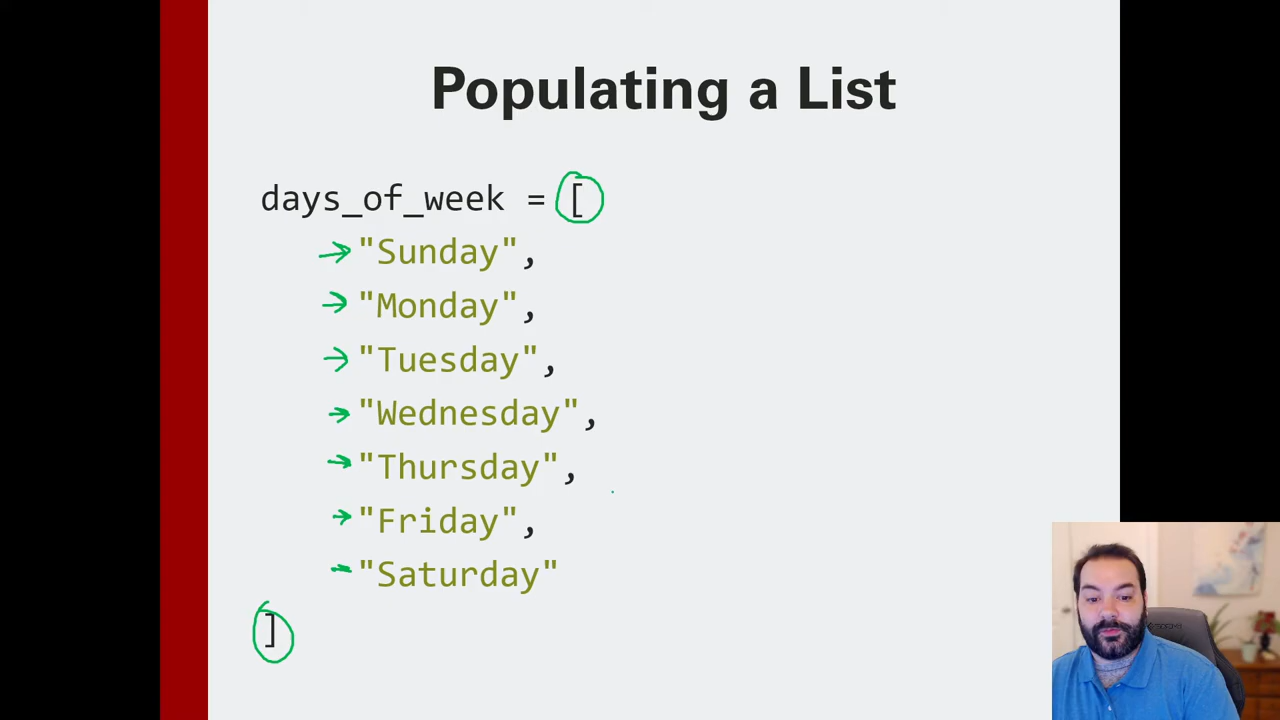 Populating a List
days_of_week = [
"Sunday",
"Monday",
"Tuesday",
"Wednesday",
"Thursday",
"Friday",
"Saturday"
]